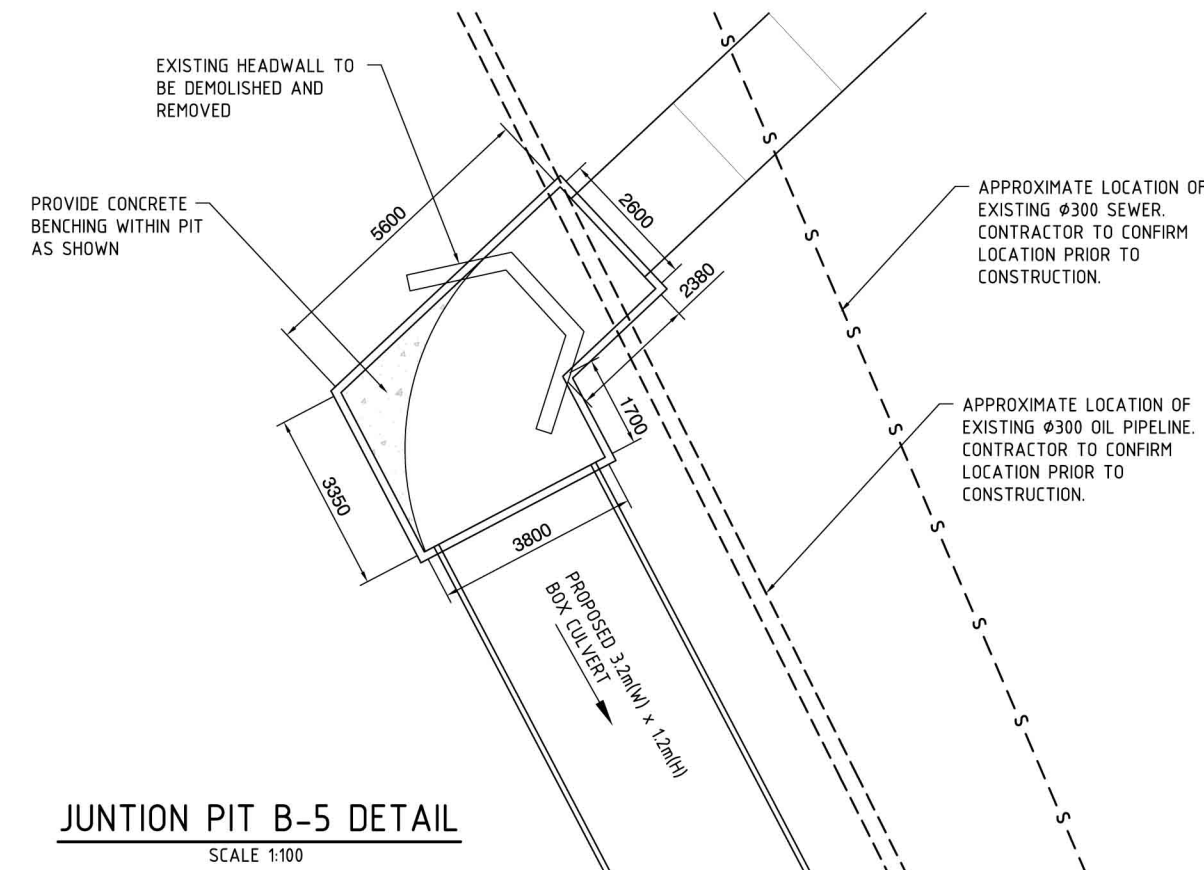 EXISTING HEADWALL TO
BE DEMOLISHED AND
REMOVED
PROVIDE CONCRETE
BENCHING WITHIN PIT
AS SHOWN
5600
2600
2380
1700
3350
3800
APPROXIMATE LOCATION OF
EXISTING Ø300 SEWER.
CONTRACTOR TO CONFIRM
LOCATION PRIOR TO
CONSTRUCTION.
APPROXIMATE LOCATION OF
EXISTING Ø300 OIL PIPELINE.
CONTRACTOR TO CONFIRM
LOCATION PRIOR TO
CONSTRUCTION.
PROPOSED 3.2m(W) x 1.2m(H)
BOX CULVERT
S
S
S
S
S
S
S
S
S
JUNTION PIT B-5 DETAIL
SCALE 1:100